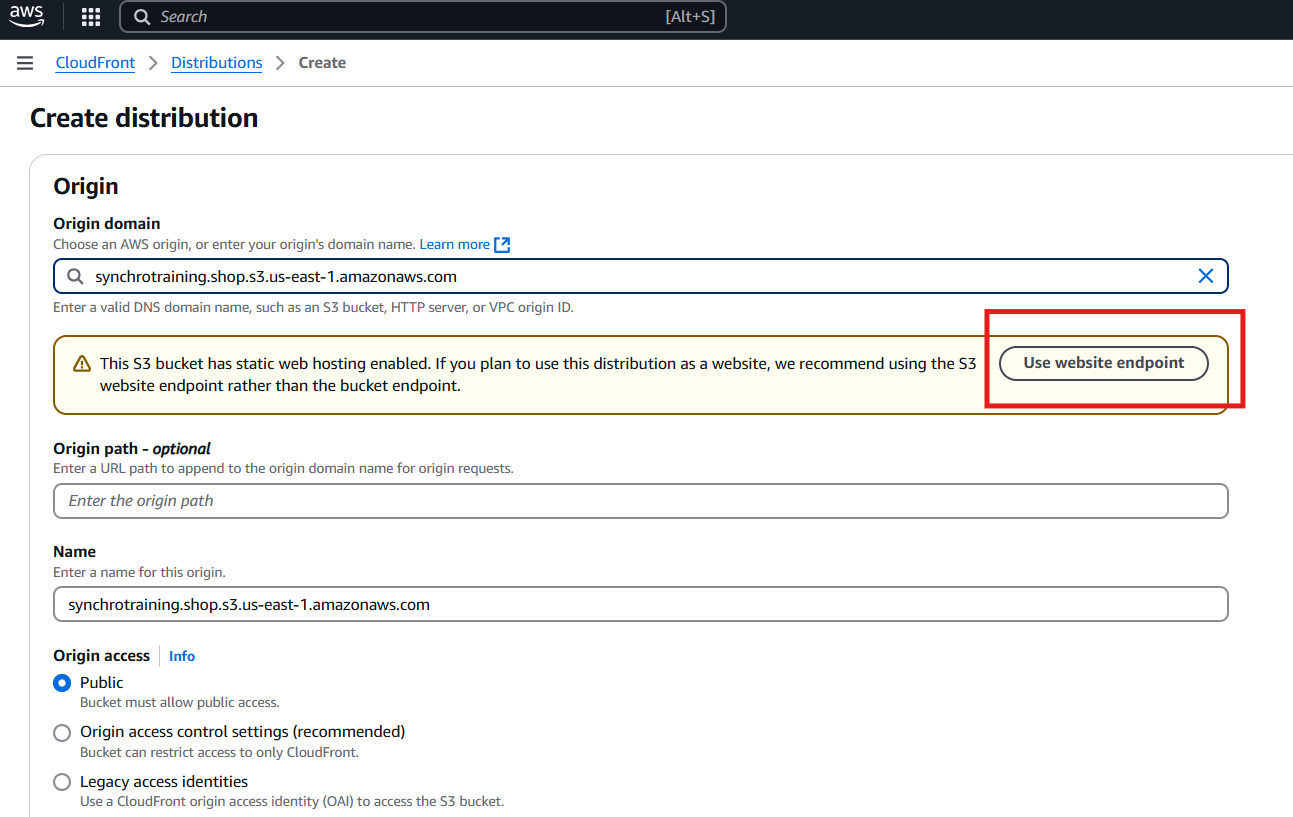 aws
Search [Alt+S]
CloudFront > Distributions > Create
Create distribution
Origin
Origin domain
Choose an AWS origin, or enter your origin's domain name. Learn more
synchrotraining.shop.s3.us-east-1.amazonaws.com
Enter a valid DNS domain name, such as an S3 bucket, HTTP server, or VPC origin ID.
This S3 bucket has static web hosting enabled. If you plan to use this distribution as a website, we recommend using the S3
website endpoint rather than the bucket endpoint.
Use website endpoint
Origin path - optional
Enter a URL path to append to the origin domain name for origin requests.
Enter the origin path
Name
Enter a name for this origin.
synchrotraining.shop.s3.us-east-1.amazonaws.com
Origin access Info
Public
Bucket must allow public access.
Origin access control settings (recommended)
Bucket can restrict access to only CloudFront.
Legacy access identities
Use a CloudFront origin access identity (OAI) to access the S3 bucket.